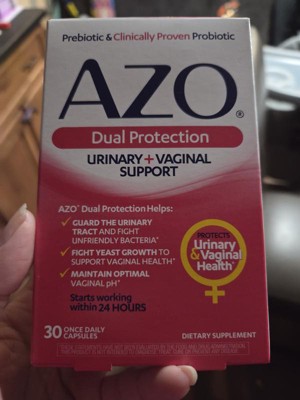 Prebiotic & Clinically Proven Probiotic
AZO®
Dual Protection
URINARY+VAGINAL
SUPPORT
AZO® Dual Protection Helps:
✓ GUARD THE URINARY
TRACT AND FIGHT
UNFRIENDLY BACTERIA*
✓ FIGHT YEAST GROWTH TO
SUPPORT VAGINAL HEALTH*
✓ MAINTAIN OPTIMAL
VAGINAL pH*
PROTECTS
Urinary
& Vaginal
Health*
Starts working
within 24 HOURS
30 ONCE DAILY
CAPSULES
DIETARY SUPPLEMENT